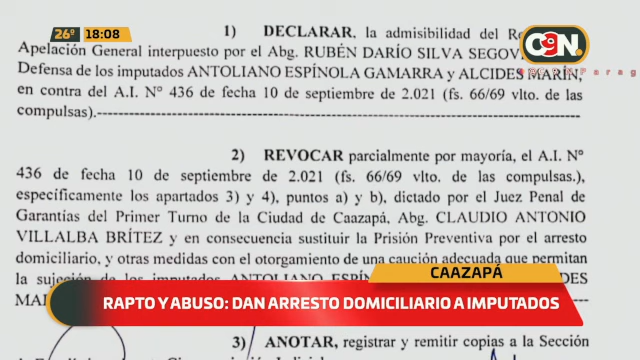 26º 18:08
C9N
1) DECLARAR, la admisibilidad del
Apelación General interpuesto por el Abg. RUBÉN DARÍO SILVA
Defensa de los imputados ANTOLIANO ESPÍNOLA GAMARRA y ALCIDES MARÍN,
en contra del A.I. Nº 436 de fecha 10 de septiembre de 2.021 (fs. 66/69 vlto. de las
compulsas).
2) REVOCAR parcialmente por mayoría, el A.I. Nº
436 de fecha 10 de septiembre de 2.021 (fs. 66/69 vlto. de las compulsas.),
específicamente los apartados 3) y 4), puntos a) y b), dictado por el Juez Penal de
Garantías del Primer Turno de la Ciudad de Caazapá, Abg. CLAUDIO ANTONIO
VILLALBA BRÍTEZ y en consecuencia sustituir la Prisión Preventiva por el arresto
domiciliario, y otras medidas con el otorgamiento de una caución adecuada que permitan
la sujeción de los imputados ANTOLIANO
CAAZAPÁ
RAPTO Y ABUSO: DAN ARRESTO DOMICILIARIO A IMPUTADOS
3) ANOTAR, registrar y remitir copias a la Sección